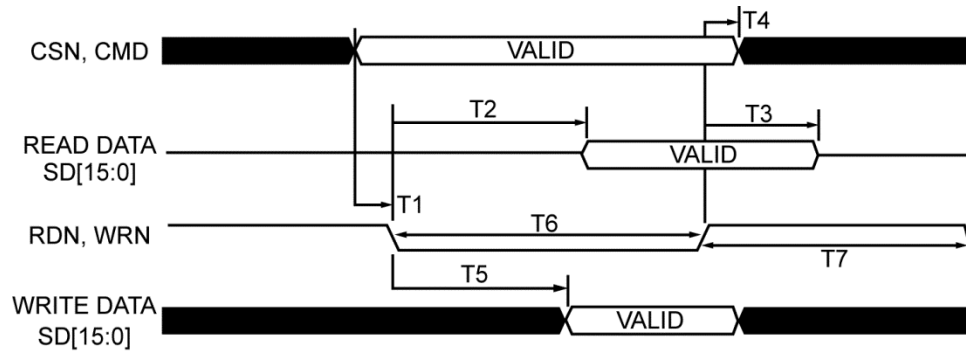 T4
CSN, CMD
VALID
T2
T3
READ DATA
SD[15:0]
VALID
T1
RDN, WRN
T6
T7
T5
WRITE DATA
SD[15:0]
VALID